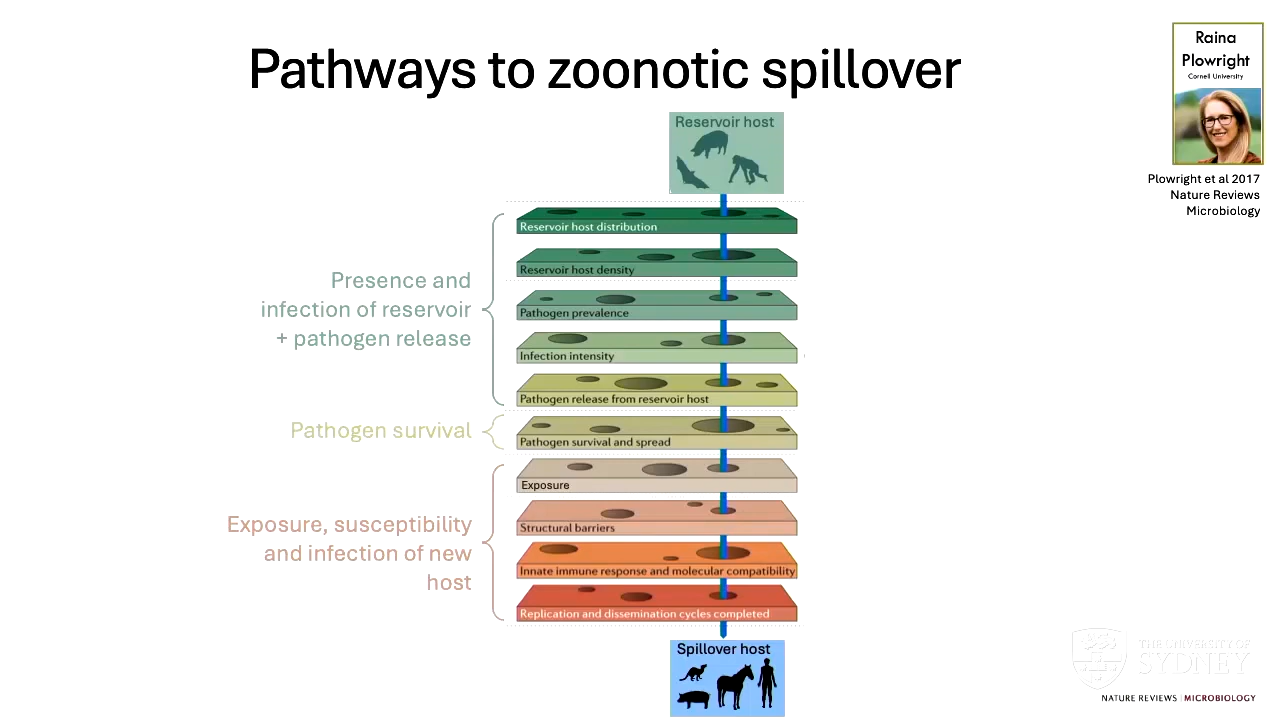 Pathways to zoonotic spillover
Raina
Plowright
Cornell University
Plowright et al 2017
Nature Reviews
Microbiology
Reservoir host
Reservoir host distribution
Reservoir host density
Pathogen prevalence
Infection intensity
Pathogen release from reservoir host
Pathogen survival and spread
Exposure
Structural barriers
Innate immune response and molecular compatibility
Replication and dissemination cycles completed
Spillover host
Presence and
infection of reservoir
+ pathogen release
Pathogen survival
Exposure, susceptibility
and infection of new
host
THE UNIVERSITY OF
SYDNEY
NATURE REVIEWS | MICROBIOLOGY